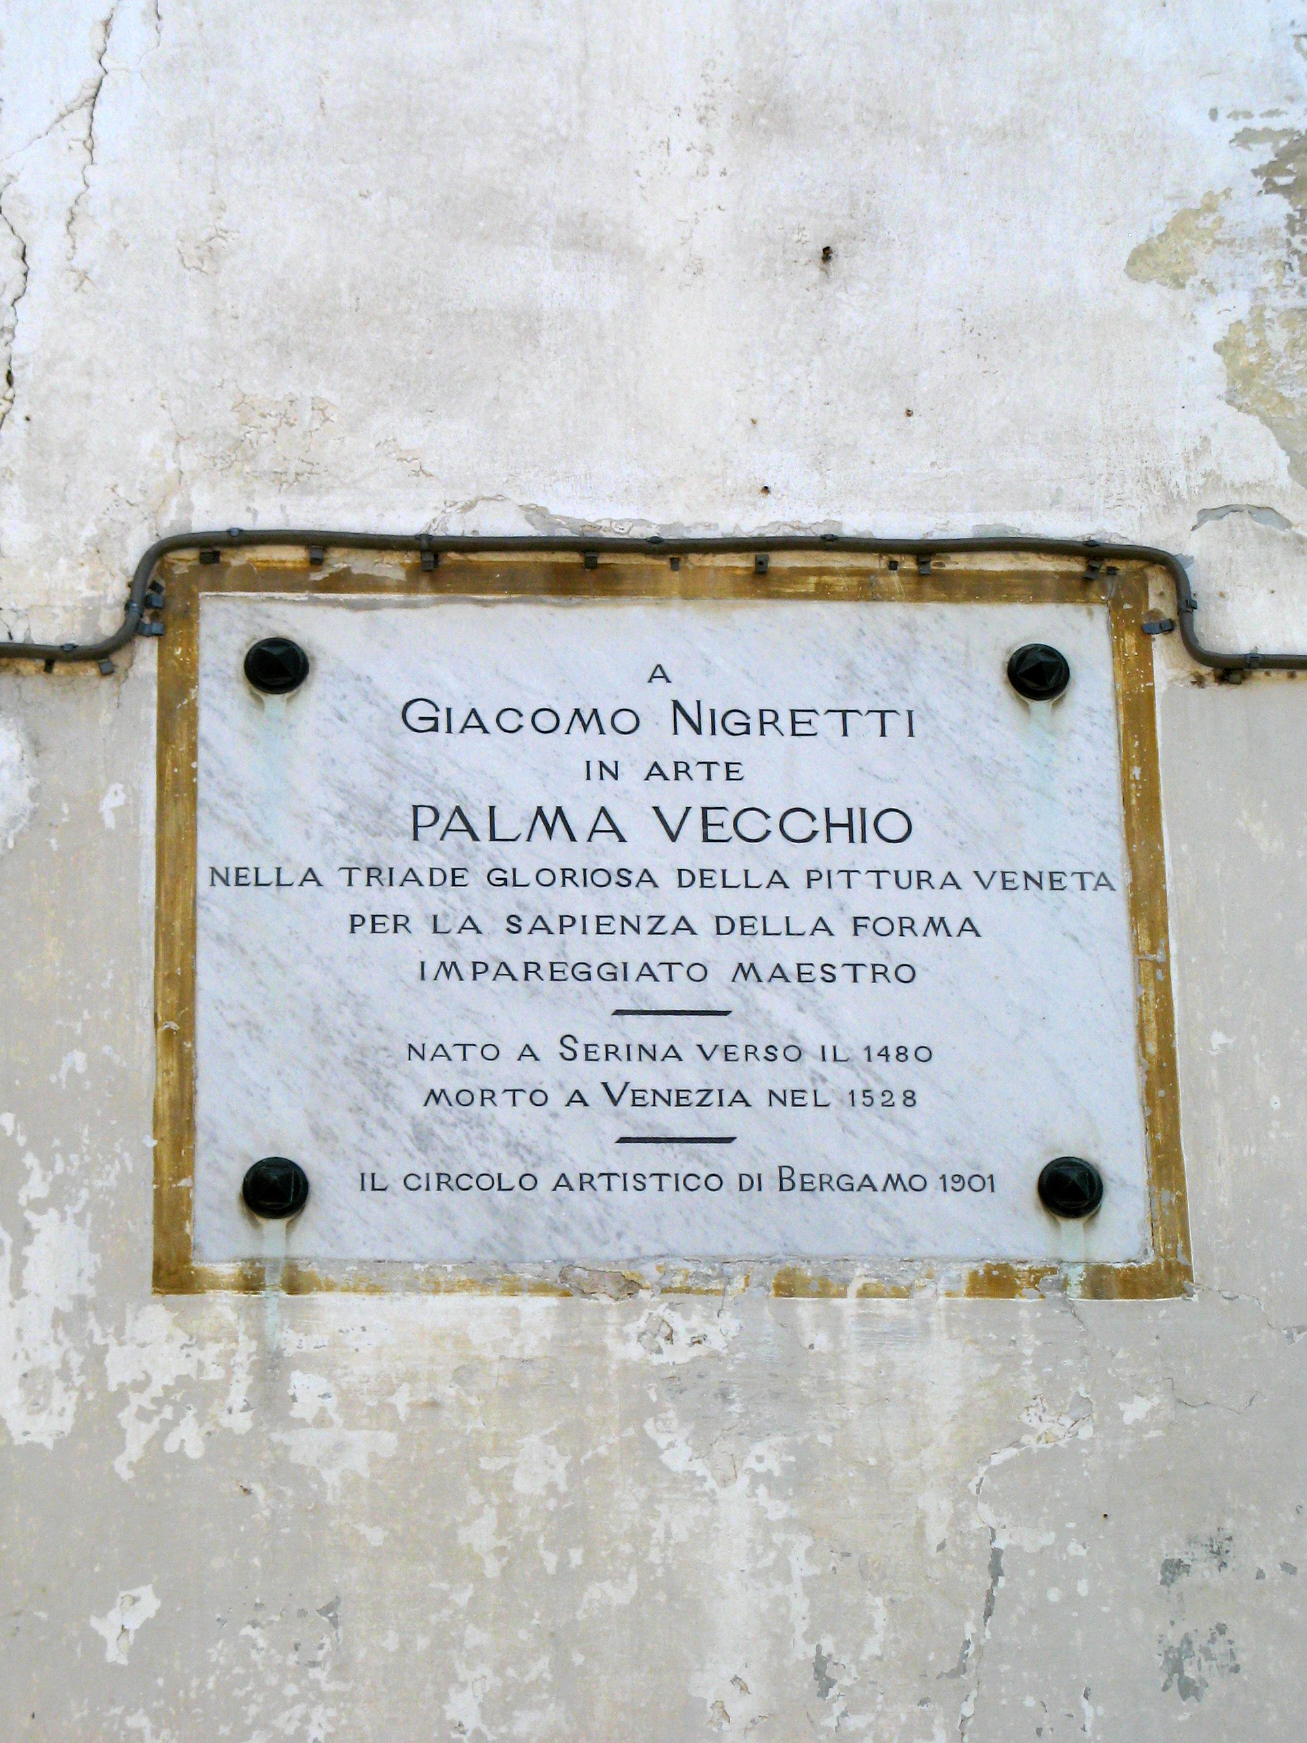 A
GIACOMO NIGRETTI
IN ARTE
PALMA VECCHIO
NELLA TRIADE GLORIOSA DELLA PITTURA VENETA
PER LA SAPIENZA DELLA FORMA
IMPAREGGIATO MAESTRO
NATO A SERINA VERSO IL 1480
MORTO A VENEZIA NEL 1528
IL CIRCOLO ARTISTICO DI BERGAMO 1901